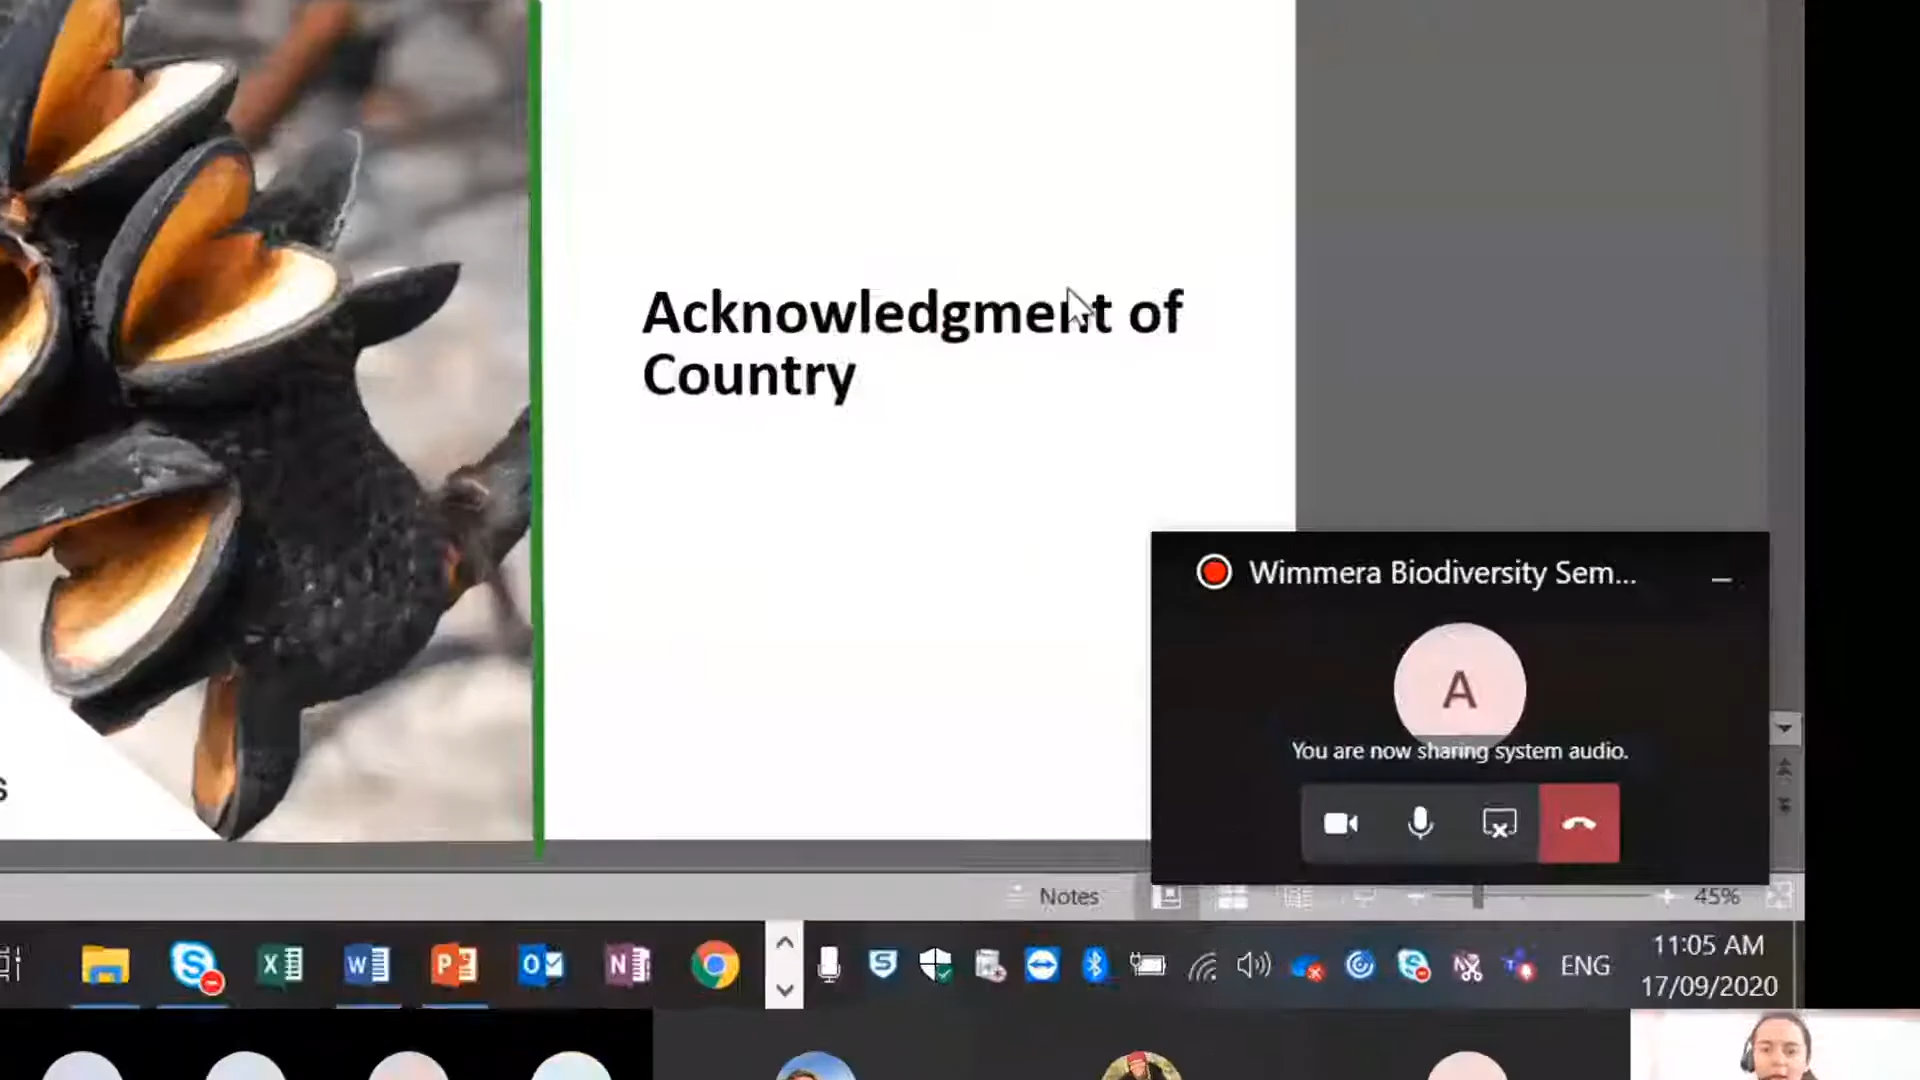 Acknowledgment of
Country
s
Wimmera Biodiversity Sem...
A
You are now sharing system audio.
Notes
45%
ENG
11:05 AM
17/09/2020